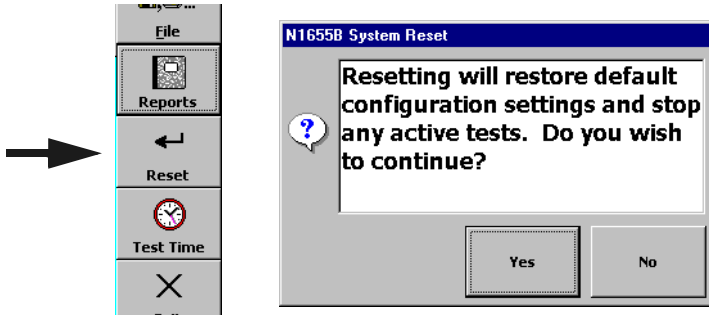 File
Reports
Reset
Test Time
N1655B System Reset
Resetting will restore default
configuration settings and stop
any active tests.  Do you wish
to continue?
Yes
No